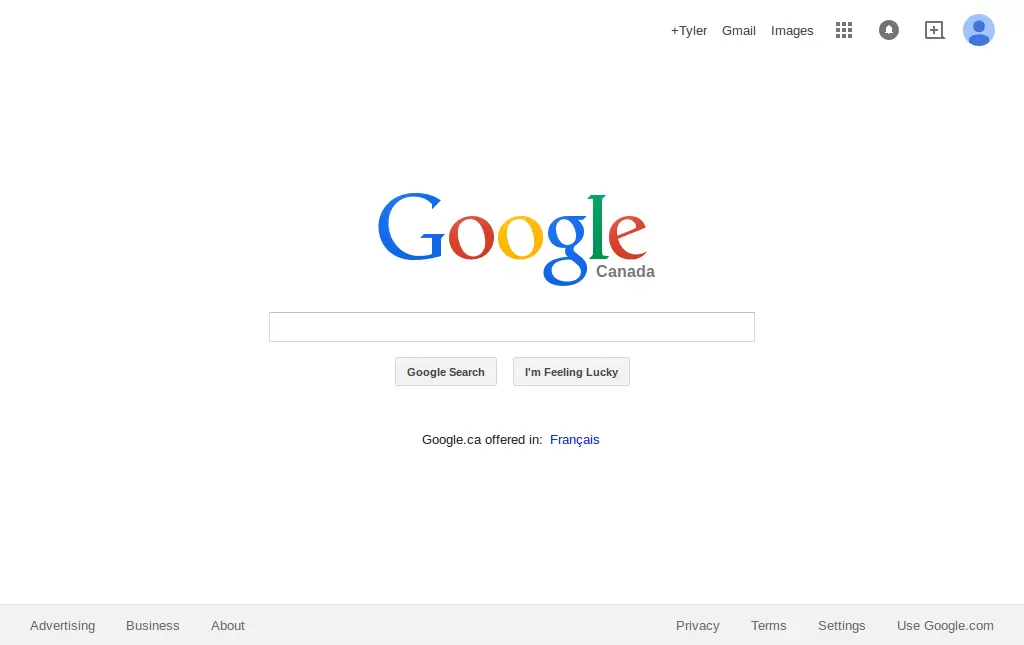 +Tyler Gmail Images
Google
Canada
Google Search I'm Feeling Lucky
Google.ca offered in: Français
Advertising Business About Privacy Terms Settings Use Google.com